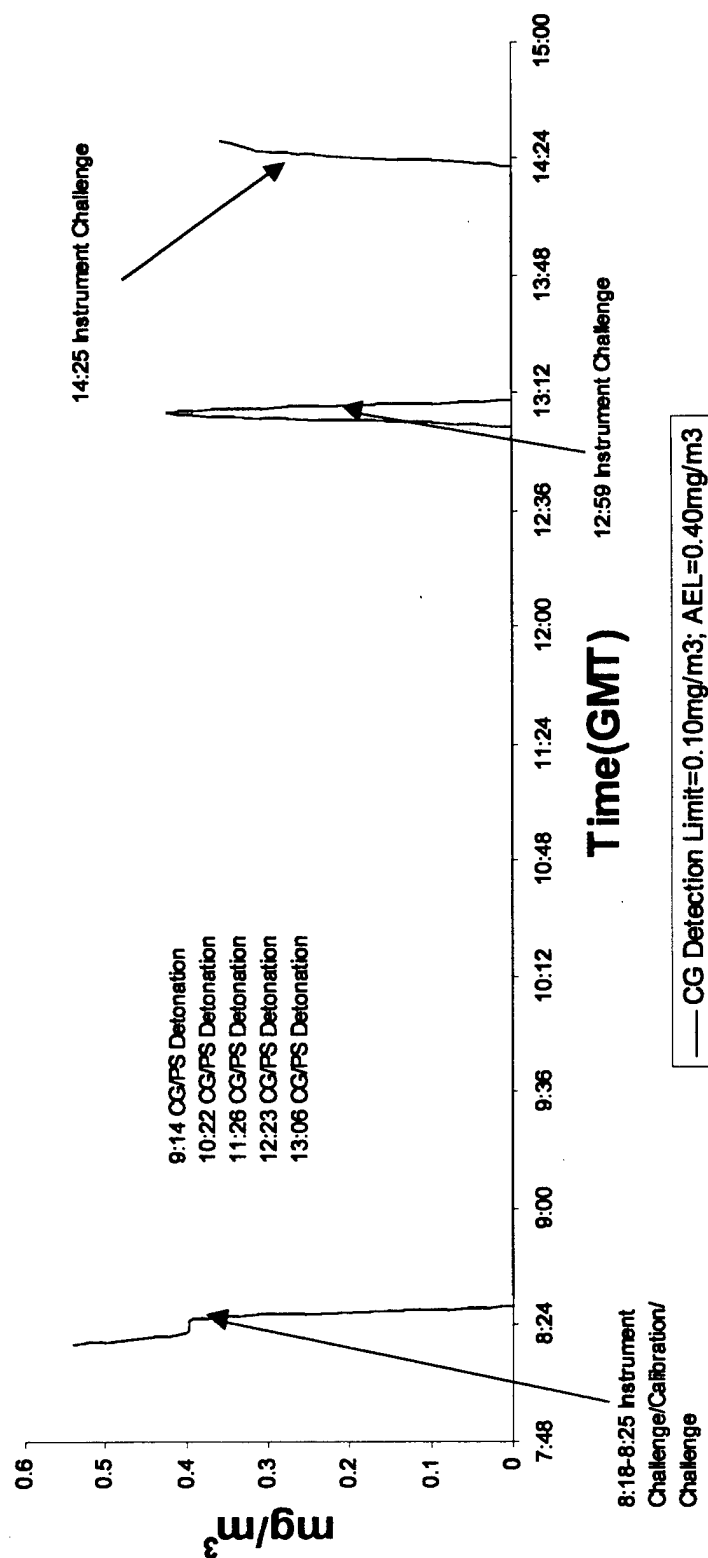 mg/m³
0.6
0.5
0.4
0.3
0.2
0.1
0
14:25 Instrument Challenge
9:14 CG/PS Detonation
10:22 CG/PS Detonation
11:26 CG/PS Detonation
12:23 CG/PS Detonation
13:06 CG/PS Detonation
7:48
8:24
9:00
9:36
10:12
10:48
11:24
12:00
12:36
13:12
13:48
14:24
15:00
8:18-8:25 Instrument
Challenge/Calibration/
Challenge
Time(GMT)
12:59 Instrument Challenge
CG Detection Limit=0.10mg/m3; AEL=0.40mg/m3